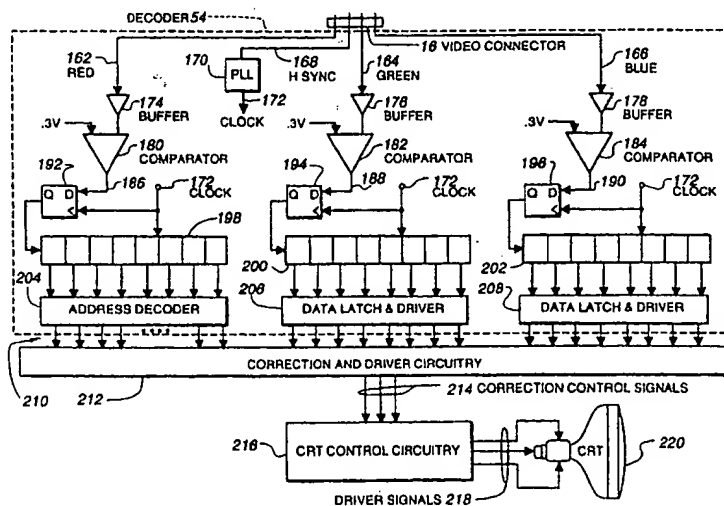 DECODER 54
16 VIDEO CONNECTOR
162
RED
170
PLL
168
H SYNC
164
GREEN
166
BLUE
172
CLOCK
174
BUFFER
176
BUFFER
178
BUFFER
.3V
.3V
.3V
180
COMPARATOR
182
COMPARATOR
184
COMPARATOR
192
Q D
186
172
CLOCK
194
Q D
188
172
CLOCK
196
Q D
190
172
CLOCK
198
200
202
204
ADDRESS DECODER
206
DATA LATCH & DRIVER
208
DATA LATCH & DRIVER
210
CORRECTION AND DRIVER CIRCUITRY
212
214 CORRECTION CONTROL SIGNALS
216
CRT CONTROL CIRCUITRY
CRT
220
DRIVER SIGNALS 218